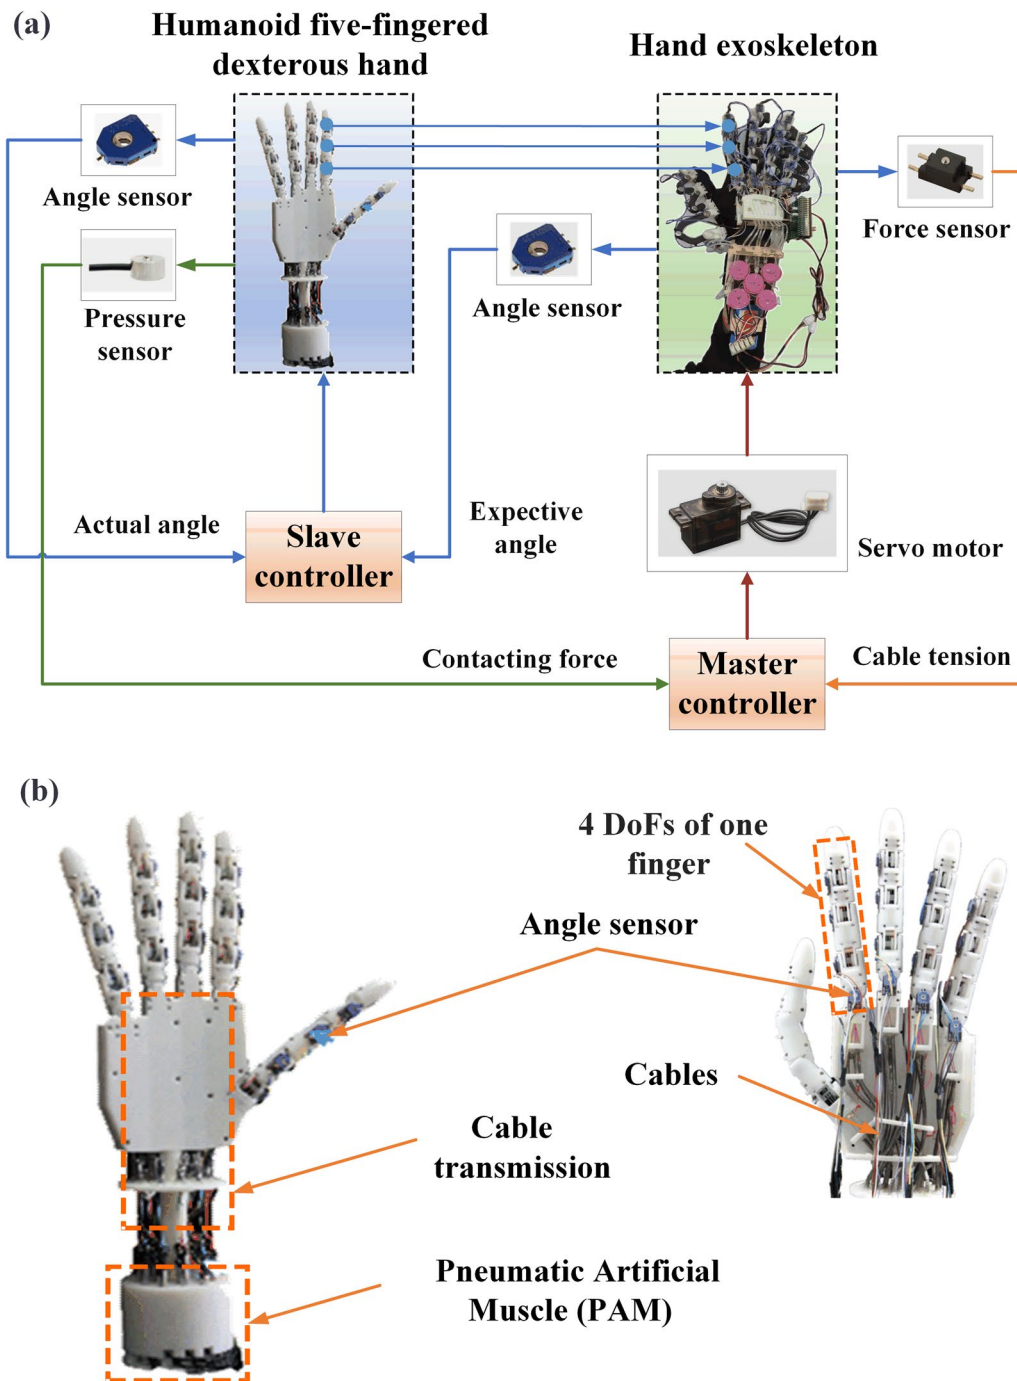 (a)
Humanoid five-fingered
dexterous hand
Hand exoskeleton
Angle sensor
Pressure
sensor
Angle sensor
Force sensor
Actual angle
Slave
controller
Expective
angle
Servo motor
Contacting force
Master
controller
Cable tension
(b)
4 DoFs of one
finger
Angle sensor
Cables
Cable
transmission
Pneumatic Artificial
Muscle (PAM)